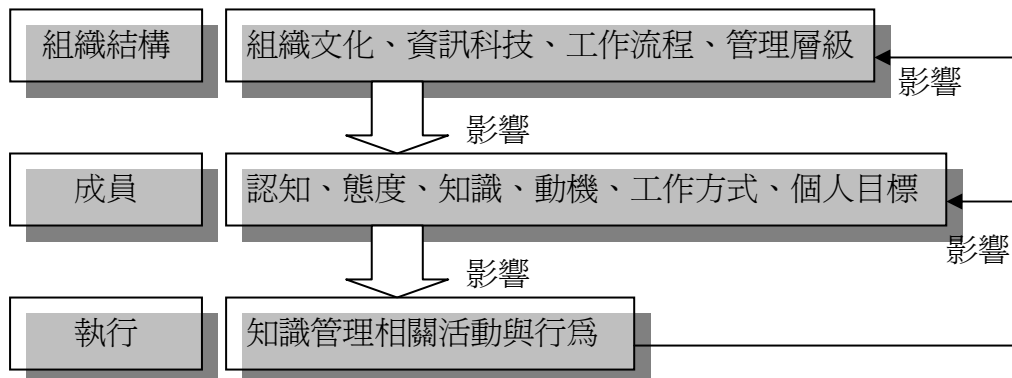 組織結構
組織文化、資訊科技、工作流程、管理層級
影響
影響
成員
認知、態度、知識、動機、工作方式、個人目標
影響
影響
執行
知識管理相關活動與行為